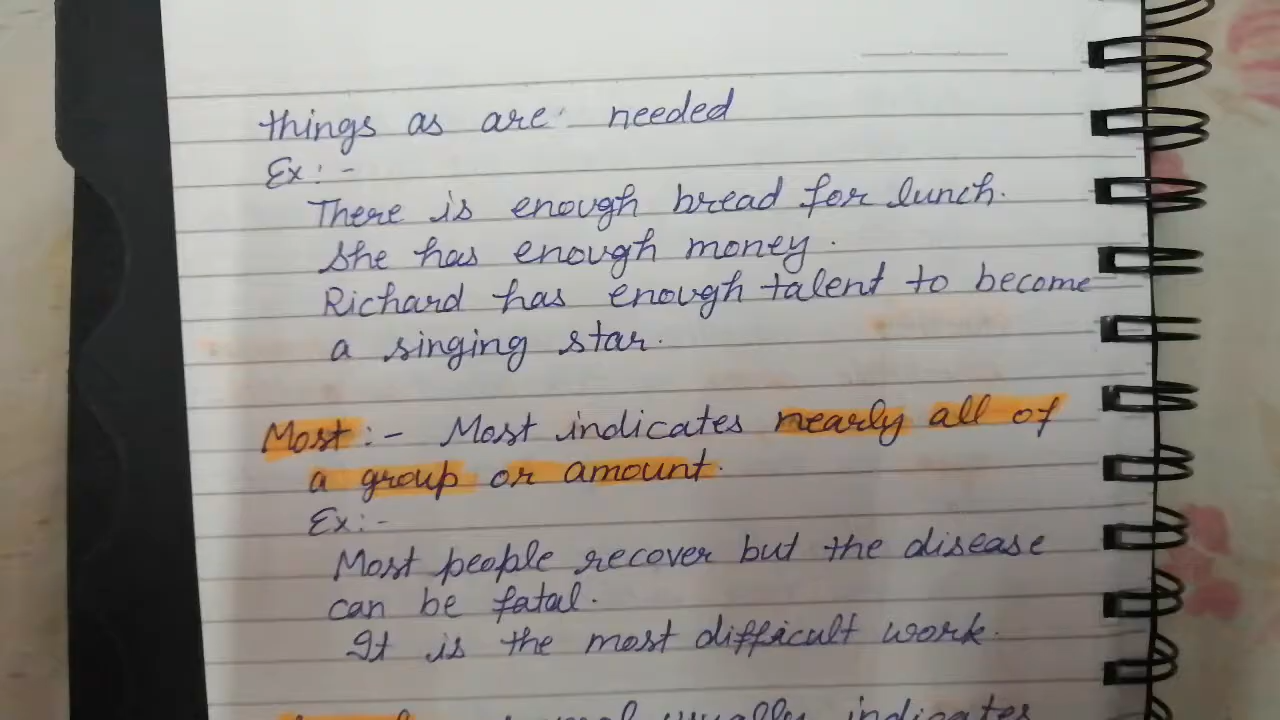 things as are needed
Ex:-
There is enough bread for lunch.
She has enough money.
Richard has enough talent to become
a singing star.
Most:- Most indicates nearly all of
a group or amount.
Ex:-
Most people recover but the disease
can be fatal.
It is the most difficult work.
usually indicates